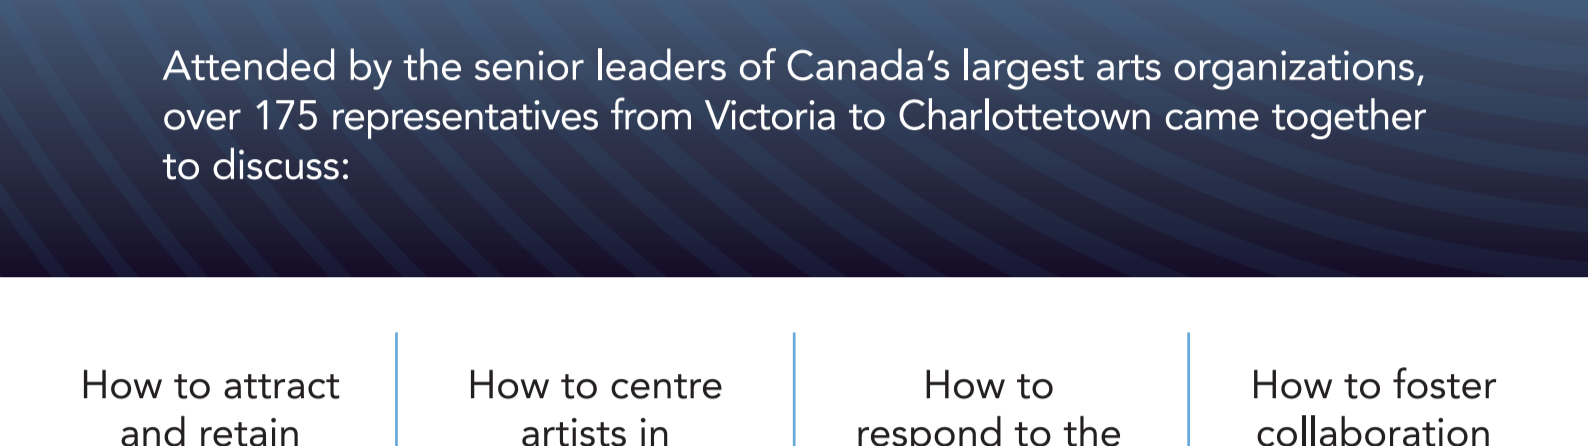 Attended by the senior leaders of Canada’s largest arts organizations,
over 175 representatives from Victoria to Charlottetown came together
to discuss:
How to attract
and retain
How to centre
artists in
How to
respond to the
How to foster
collaboration